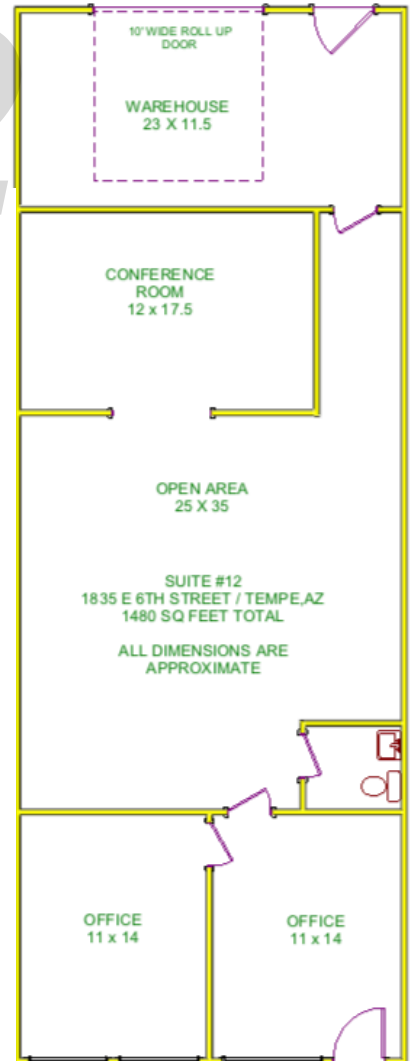 10' WIDE ROLL UP
DOOR
WAREHOUSE
23 X 11.5
CONFERENCE
ROOM
12 x 17.5
OPEN AREA
25 X 35
SUITE #12
1835 E 6TH STREET / TEMPE,AZ
1480 SQ FEET TOTAL
ALL DIMENSIONS ARE
APPROXIMATE
OFFICE
11 x 14
OFFICE
11 x 14